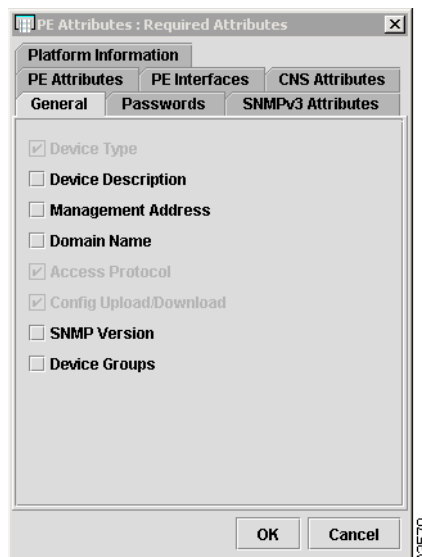 PE Attributes : Required Attributes
Platform Information
PE Attributes PE Interfaces CNS Attributes
General Passwords SNMPv3 Attributes
Device Type
Device Description
Management Address
Domain Name
Access Protocol
Config Upload/Download
SNMP Version
Device Groups
OK Cancel